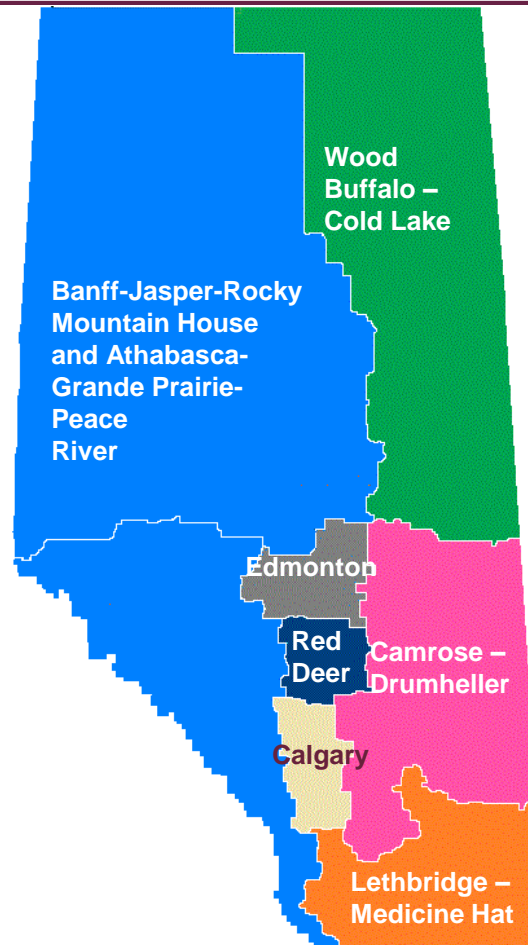 Wood
Buffalo –
Cold Lake
Banff-Jasper-Rocky
Mountain House
and Athabasca-
Grande Prairie-
Peace
River
Edmonton
Red
Deer
Camrose –
Drumheller
Calgary
Lethbridge –
Medicine Hat